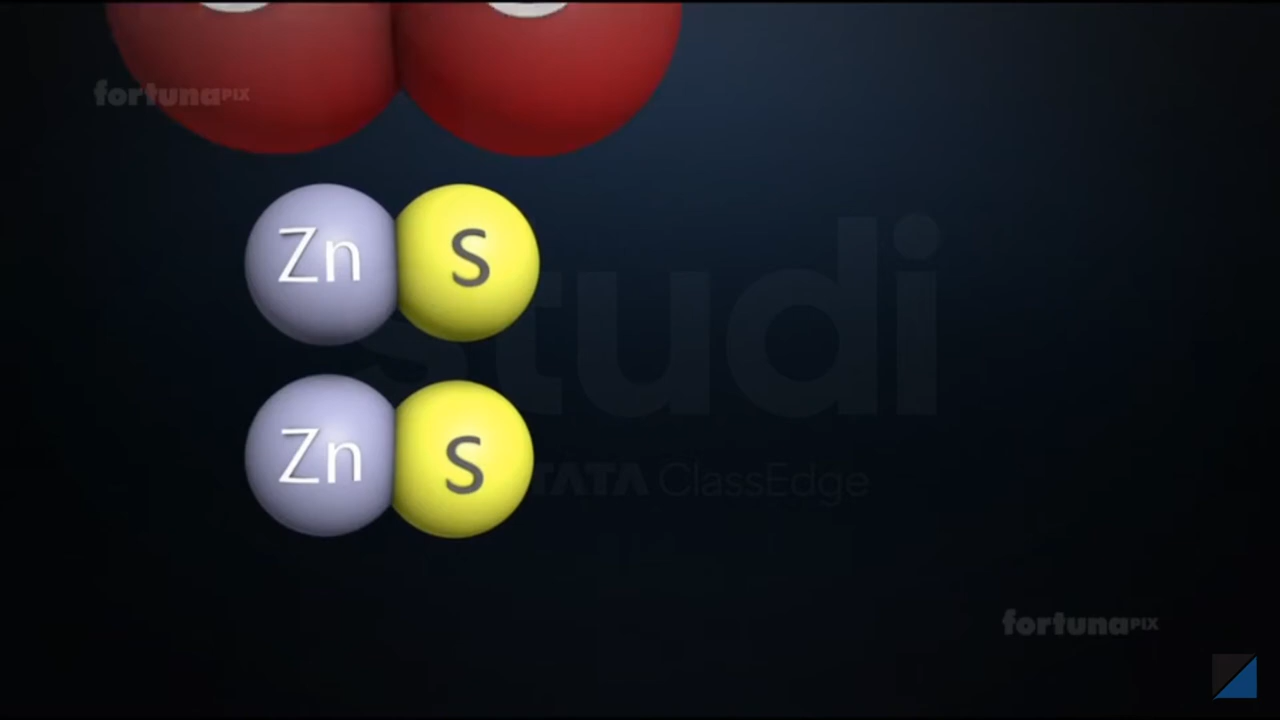 fortunaPIX
Zn S
studi
Zn S
TATA ClassEdge
fortunaPIX